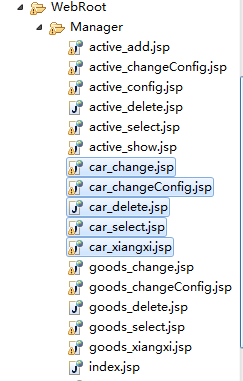 WebRoot
Manager
active_add.jsp
active_changeConfig.jsp
active_config.jsp
active_delete.jsp
active_select.jsp
active_show.jsp
car_change.jsp
car_changeConfig.jsp
car_delete.jsp
car_select.jsp
car_xiangxi.jsp
goods_change.jsp
goods_changeConfig.jsp
goods_delete.jsp
goods_select.jsp
goods_xiangxi.jsp
index.jsp